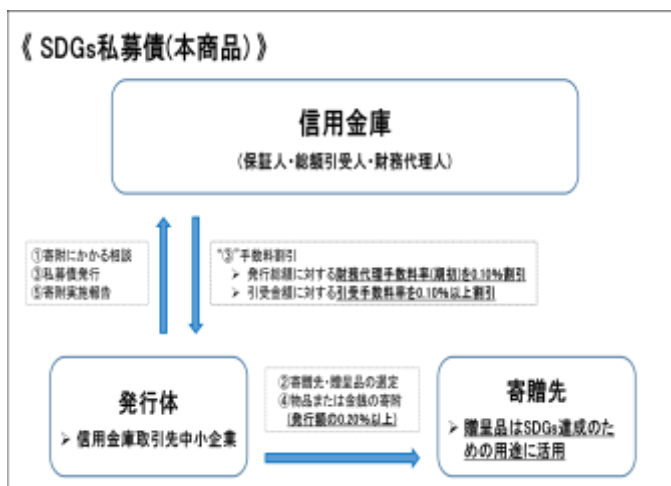 《 SDGs私募債(本商品) 》
信用金庫
(保証人・総額引受人・財務代理人)
①寄附にかかる相談
③私募債発行
⑤寄附実施報告
“③”手数料割引
➢ 発行総額に対する財務代理手数料率(期初)を0.10%割引
➢ 引受金額に対する引受手数料率を0.10%以上割引
発行体
➢ 信用金庫取引先中小企業
②寄贈先・贈呈品の選定
④物品または金銭の寄附
(発行額の0.20%以上)
寄贈先
➢ 贈呈品はSDGs達成のた
めの用途に活用